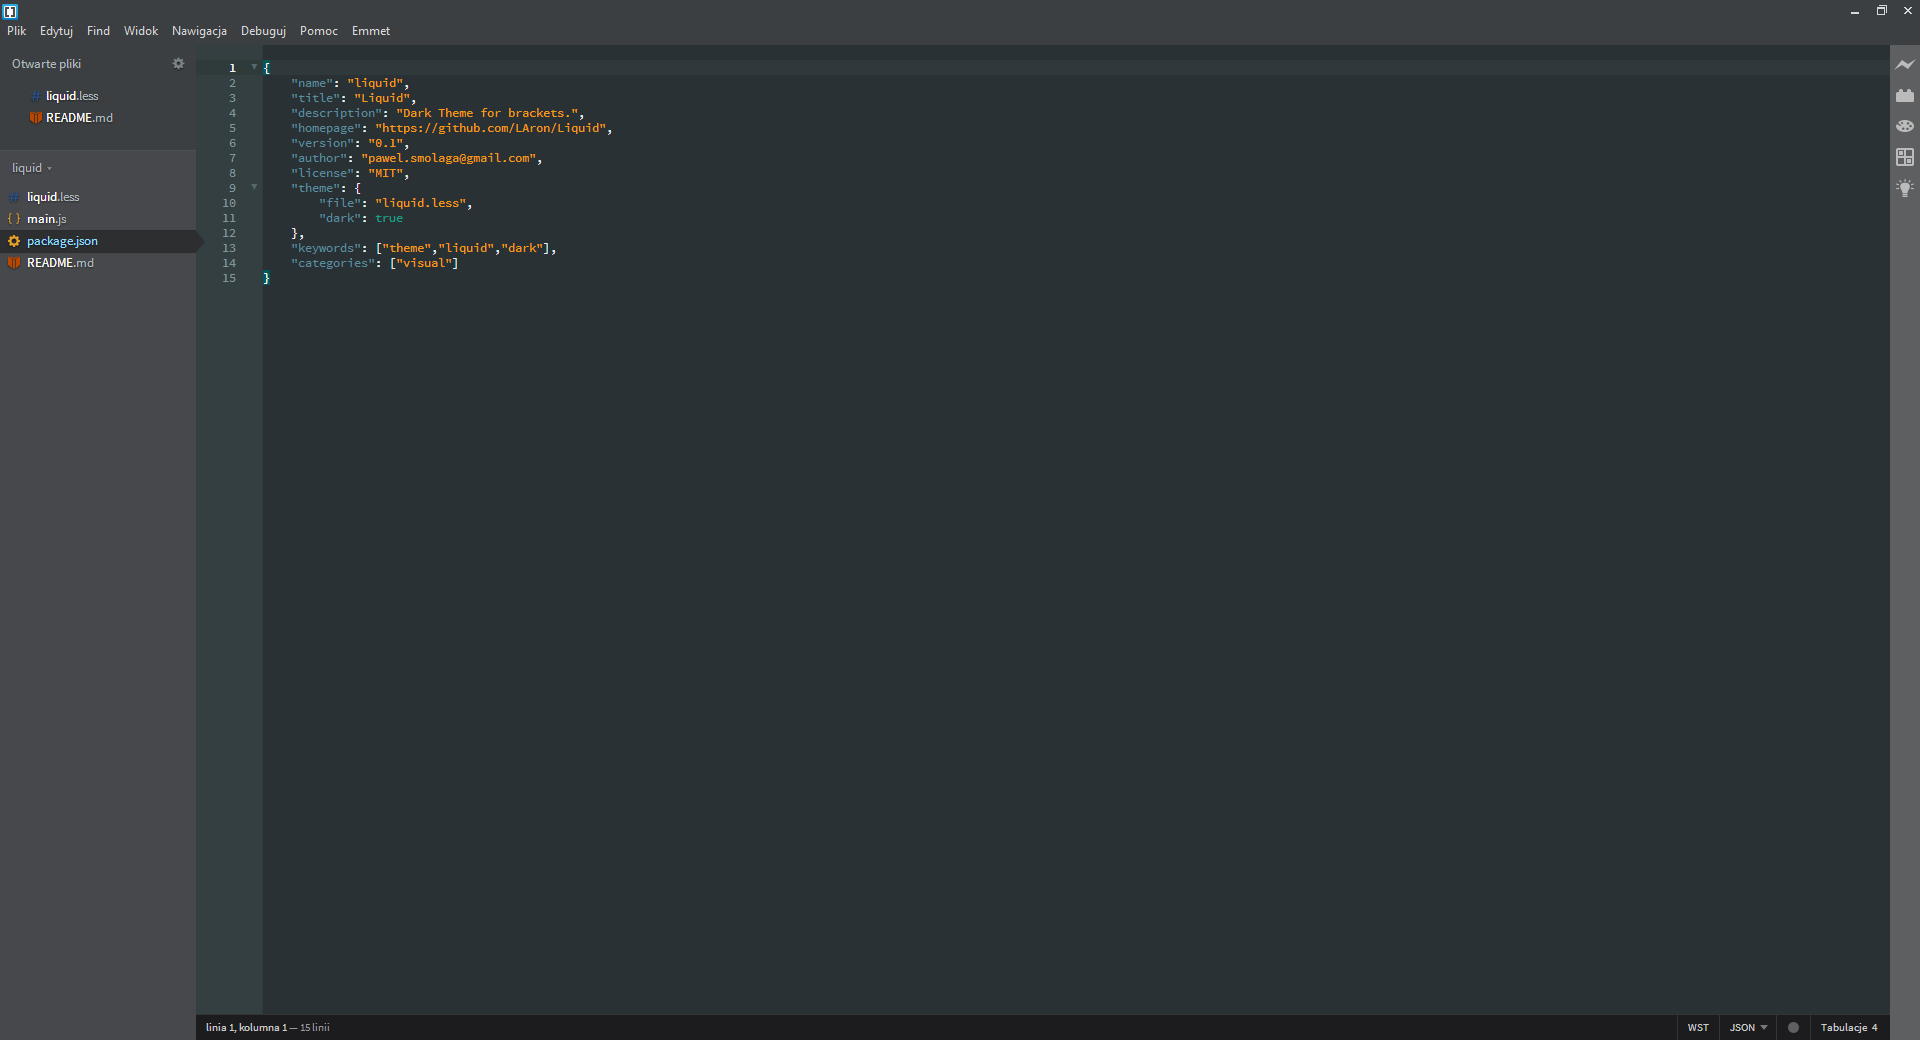 Plik Edytuj Find Widok Nawigacja Debuguj Pomoc Emmet
Otwarte pliki
liquid.less
README.md
liquid
liquid.less
main.js
package.json
README.md
1 {
2 "name": "liquid",
3 "title": "Liquid",
4 "description": "Dark Theme for brackets.",
5 "homepage": "https://github.com/LAron/Liquid",
6 "version": "0.1",
7 "author": "pawel.smolaga@gmail.com",
8 "license": "MIT",
9 "theme": {
10 "file": "liquid.less",
11 "dark": true
12 },
13 "keywords": ["theme","liquid","dark"],
14 "categories": ["visual"]
15 }
linia 1, kolumna 1 — 15 linii
WST JSON Tabulacje 4